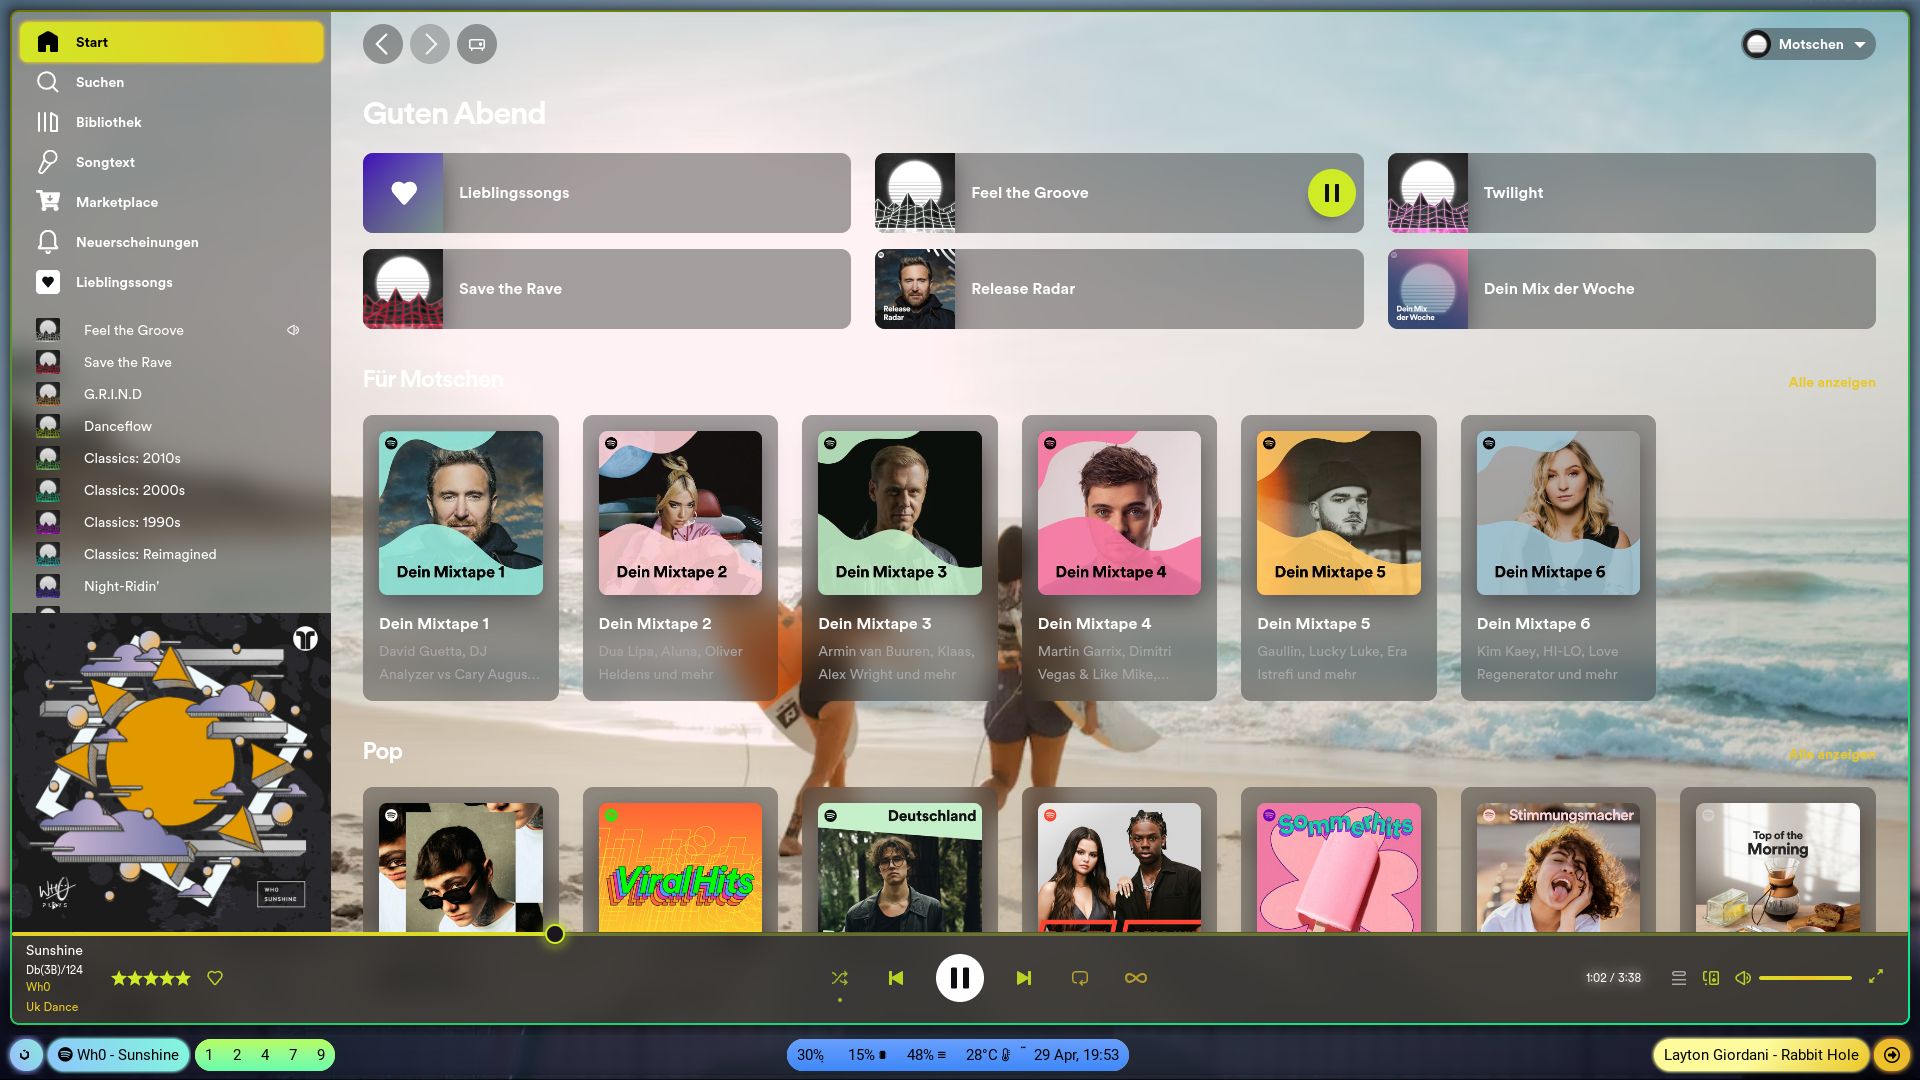 Start
Suchen
Bibliothek
Songtext
Marketplace
Neuerscheinungen
Lieblingssongs
Feel the Groove
Save the Rave
G.R.I.N.D
Danceflow
Classics: 2010s
Classics: 2000s
Classics: 1990s
Classics: Reimagined
Night-Ridin'
WHO
SUNSHINE
Motschen
Guten Abend
Lieblingssongs
Feel the Groove
Twilight
Save the Rave
Release
Radar
Release Radar
Dein Mix
der Woche
Dein Mix der Woche
Für Motschen
Alle anzeigen
Dein Mixtape 1
Dein Mixtape 1
David Guetta, DJ
Analyzer vs Cary Augus...
Dein Mixtape 2
Dein Mixtape 2
Dua Lipa, Aluna, Oliver
Heldens und mehr
Dein Mixtape 3
Dein Mixtape 3
Armin van Buuren, Klaas,
Alex Wright und mehr
Dein Mixtape 4
Dein Mixtape 4
Martin Garrix, Dimitri
Vegas & Like Mike,...
Dein Mixtape 5
Dein Mixtape 5
Gaullin, Lucky Luke, Era
Istrefi und mehr
Dein Mixtape 6
Dein Mixtape 6
Kim Kaey, HI-LO, Love
Regenerator und mehr
Pop
Alle anzeigen
Viral Hits
Deutschland
Sommerhits
Stimmungsmacher
Top of the
Morning
Sunshine
Db(3B)/124
Wh0
Uk Dance
1:02 / 3:38
Wh0 - Sunshine
1 2 4 7 9
30% 15% 48% 28°C 29 Apr, 19:53
Layton Giordani - Rabbit Hole